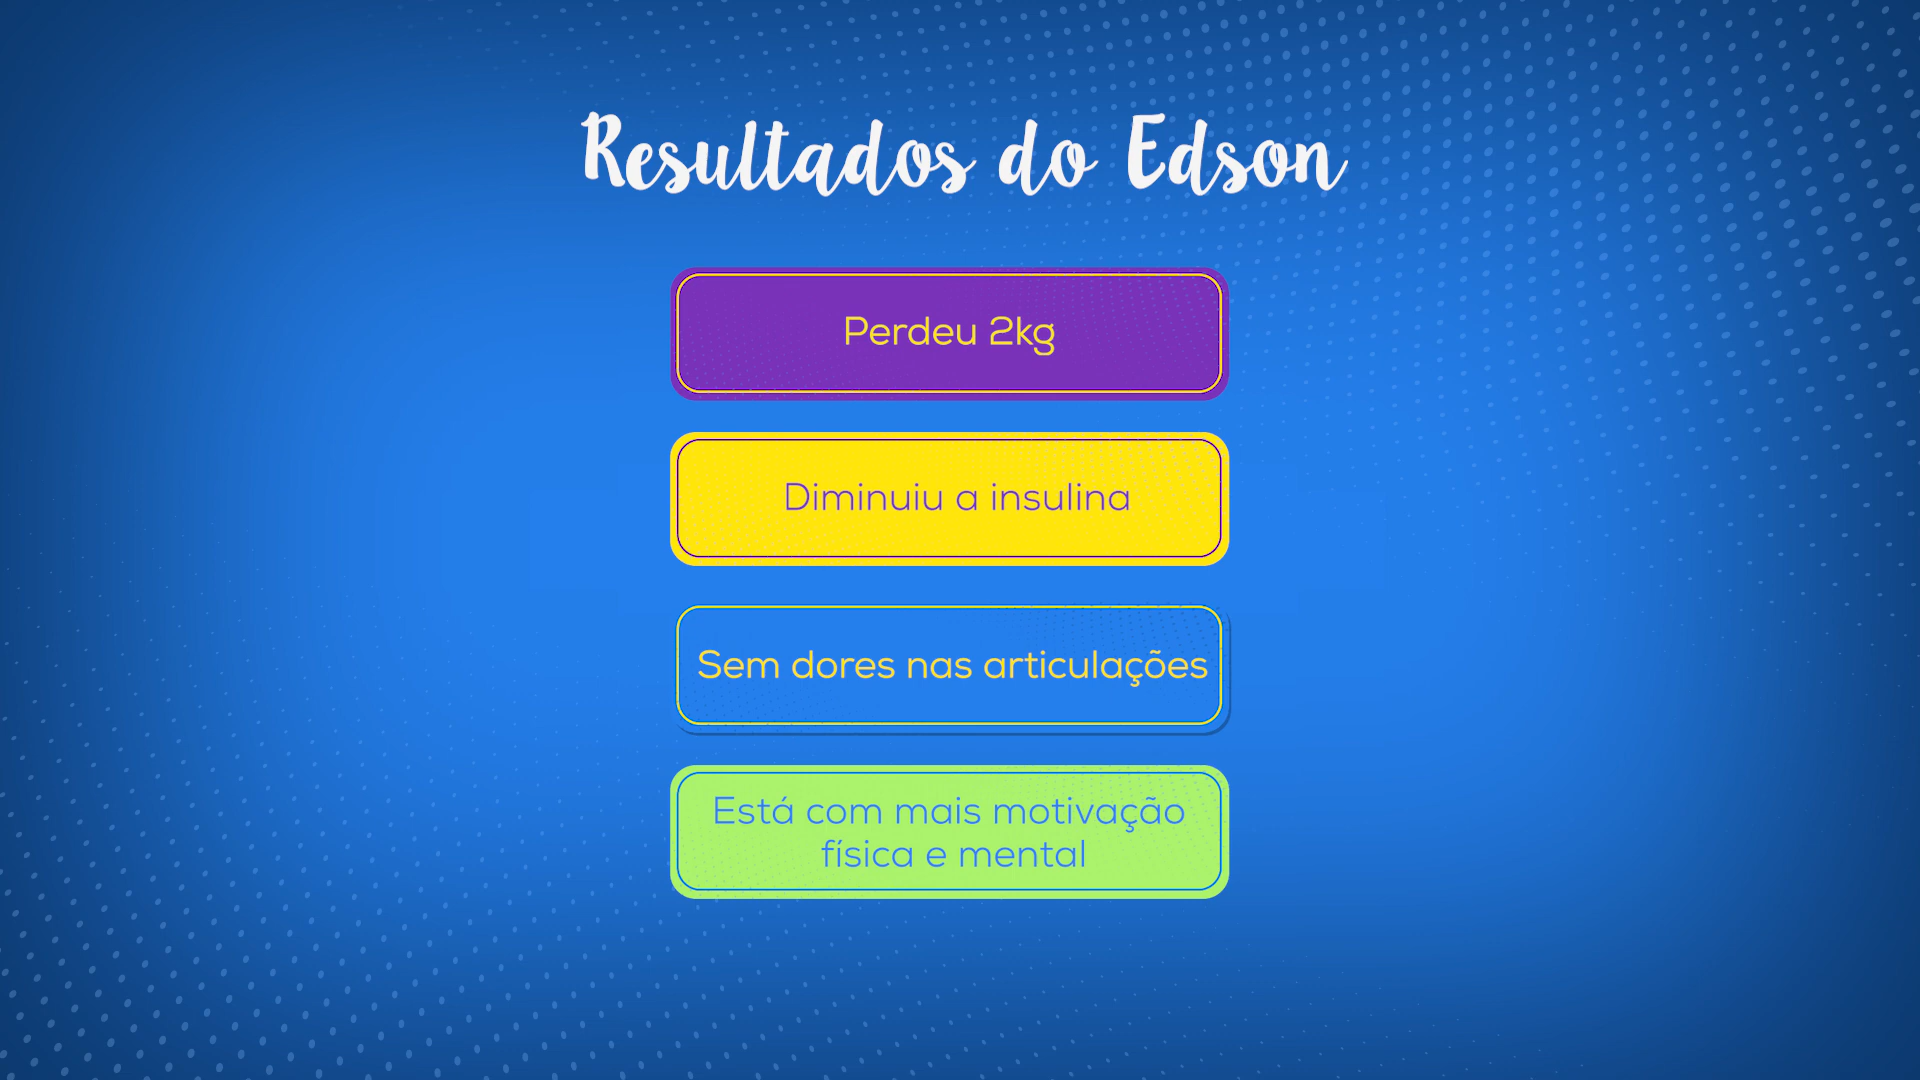 Resultados do Edson
Perdeu 2kg
Diminuiu a insulina
Sem dores nas articulações
Está com mais motivação
física e mental